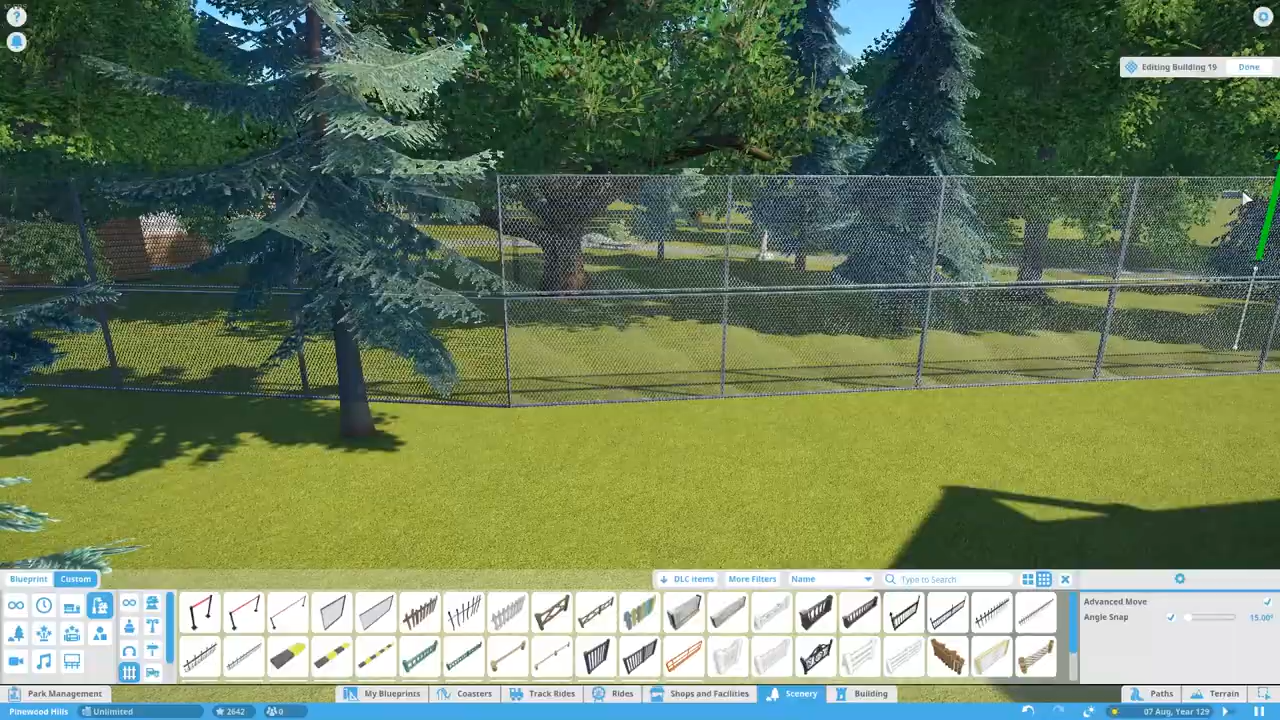 Editing Building 19 Done
Blueprint Custom DLC items More Filters Name Type to Search
Advanced Move
Angle Snap 15.00°
Park Management My Blueprints Coasters Track Rides Rides Shops and Facilities Scenery Building Paths Terrain
Pinewood Hills Unlimited 2642 0 07 Aug, Year 129